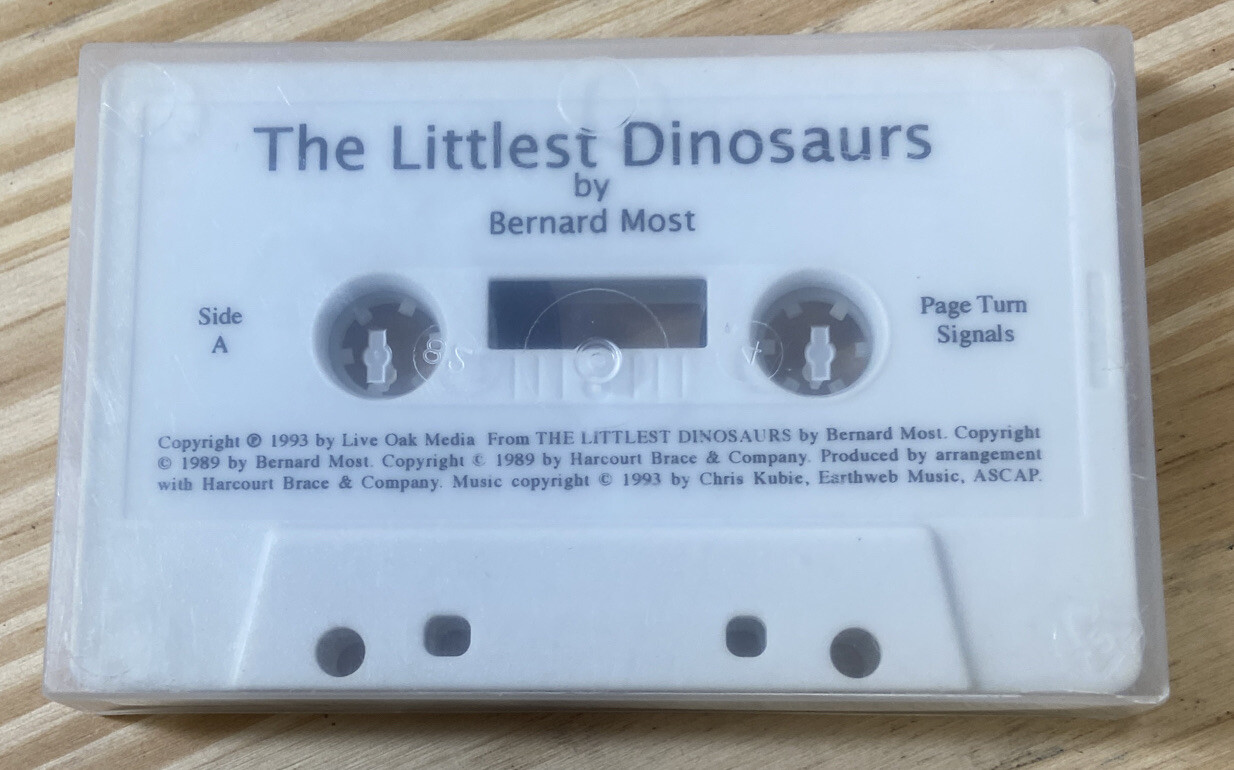 The Littlest Dinosaurs
by
Bernard Most
Side
A
Page Turn
Signals
Copyright ℗ 1993 by Live Oak Media From THE LITTLEST DINOSAURS by Bernard Most. Copyright
© 1989 by Bernard Most. Copyright © 1989 by Harcourt Brace & Company. Produced by arrangement
with Harcourt Brace & Company. Music copyright © 1993 by Chris Kubie, Earthweb Music, ASCAP.